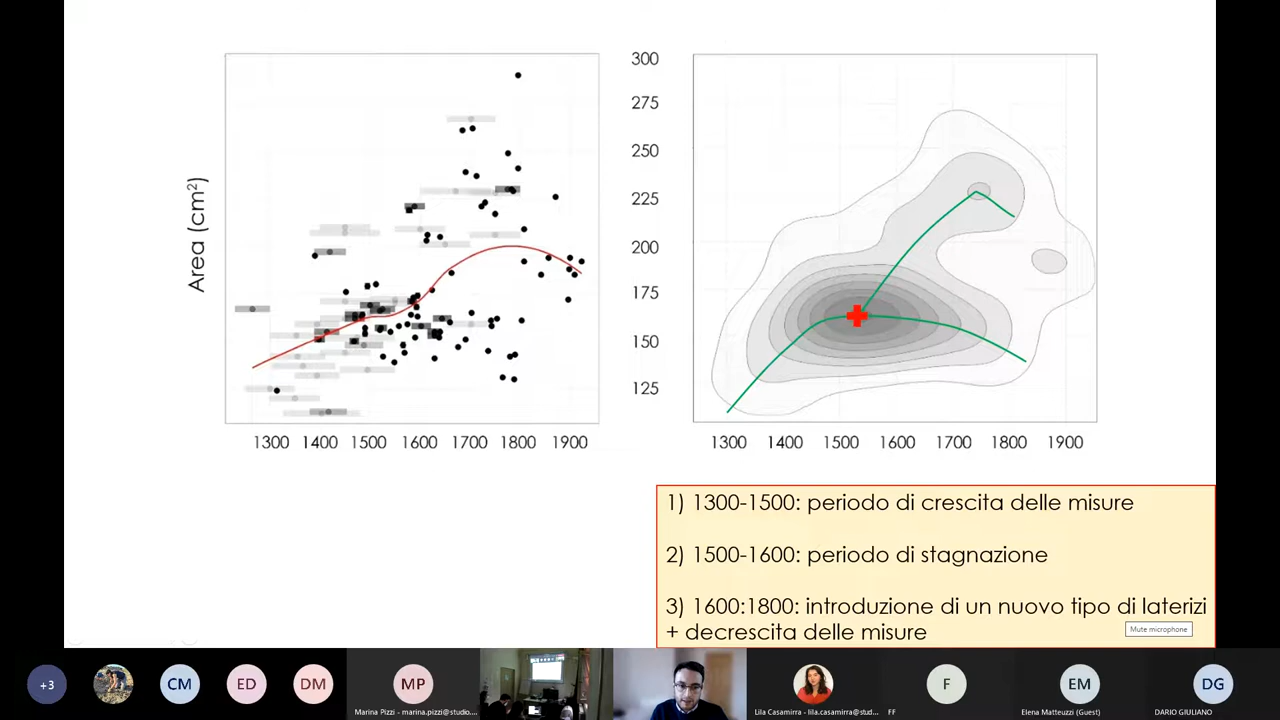 Area (cm²)
300
275
250
225
200
175
150
125
1300 1400 1500 1600 1700 1800 1900
1300 1400 1500 1600 1700 1800 1900
1) 1300-1500: periodo di crescita delle misure
2) 1500-1600: periodo di stagnazione
3) 1600:1800: introduzione di un nuovo tipo di laterizi
+ decrescita delle misure
Mute microphone
+3
CM
ED
DM
MP
F
EM
DG
Marina Pizzi - marina.pizzi@studio....
Lila Casamirra - lila.casamirra@stud...
FF
Elena Matteuzzi (Guest)
DARIO GIULIANO